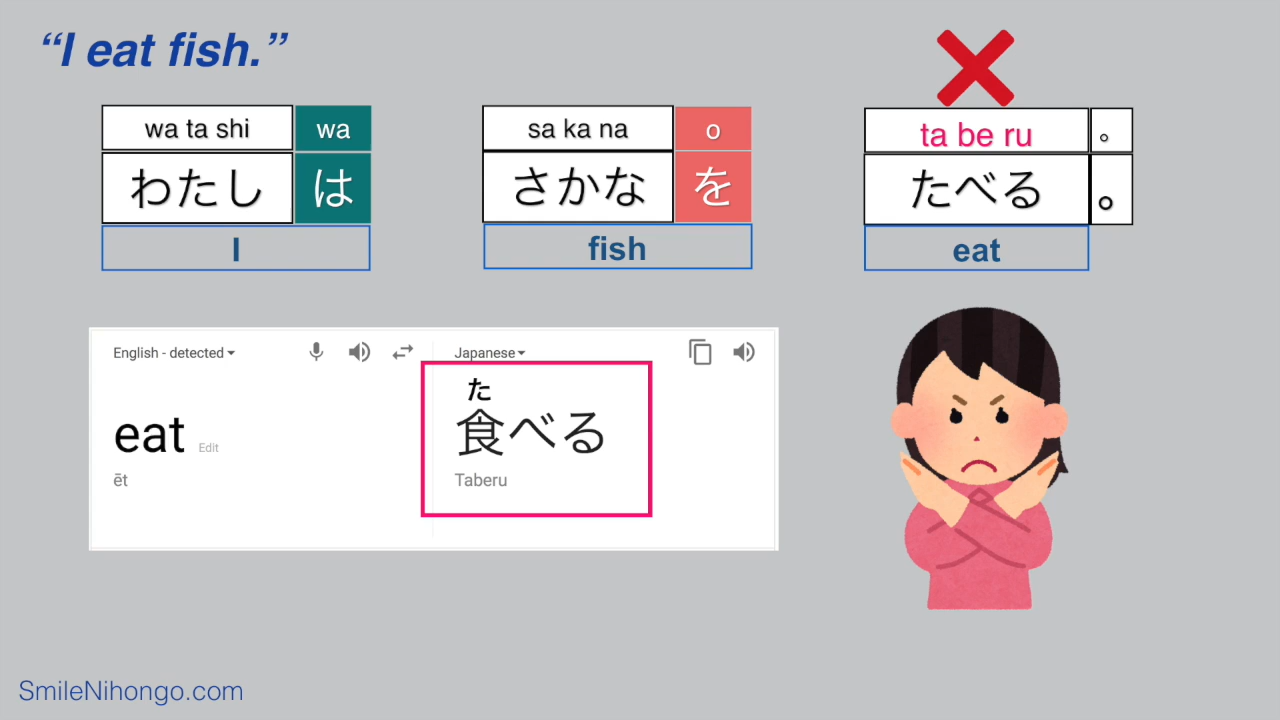 “I eat fish.”
wa ta shi wa
わたし は
I
sa ka na o
さかな を
fish
ta be ru 。
たべる 。
eat
English - detected
Japanese
た
eat Edit 食べる
ēt Taberu
SmileNihongo.com